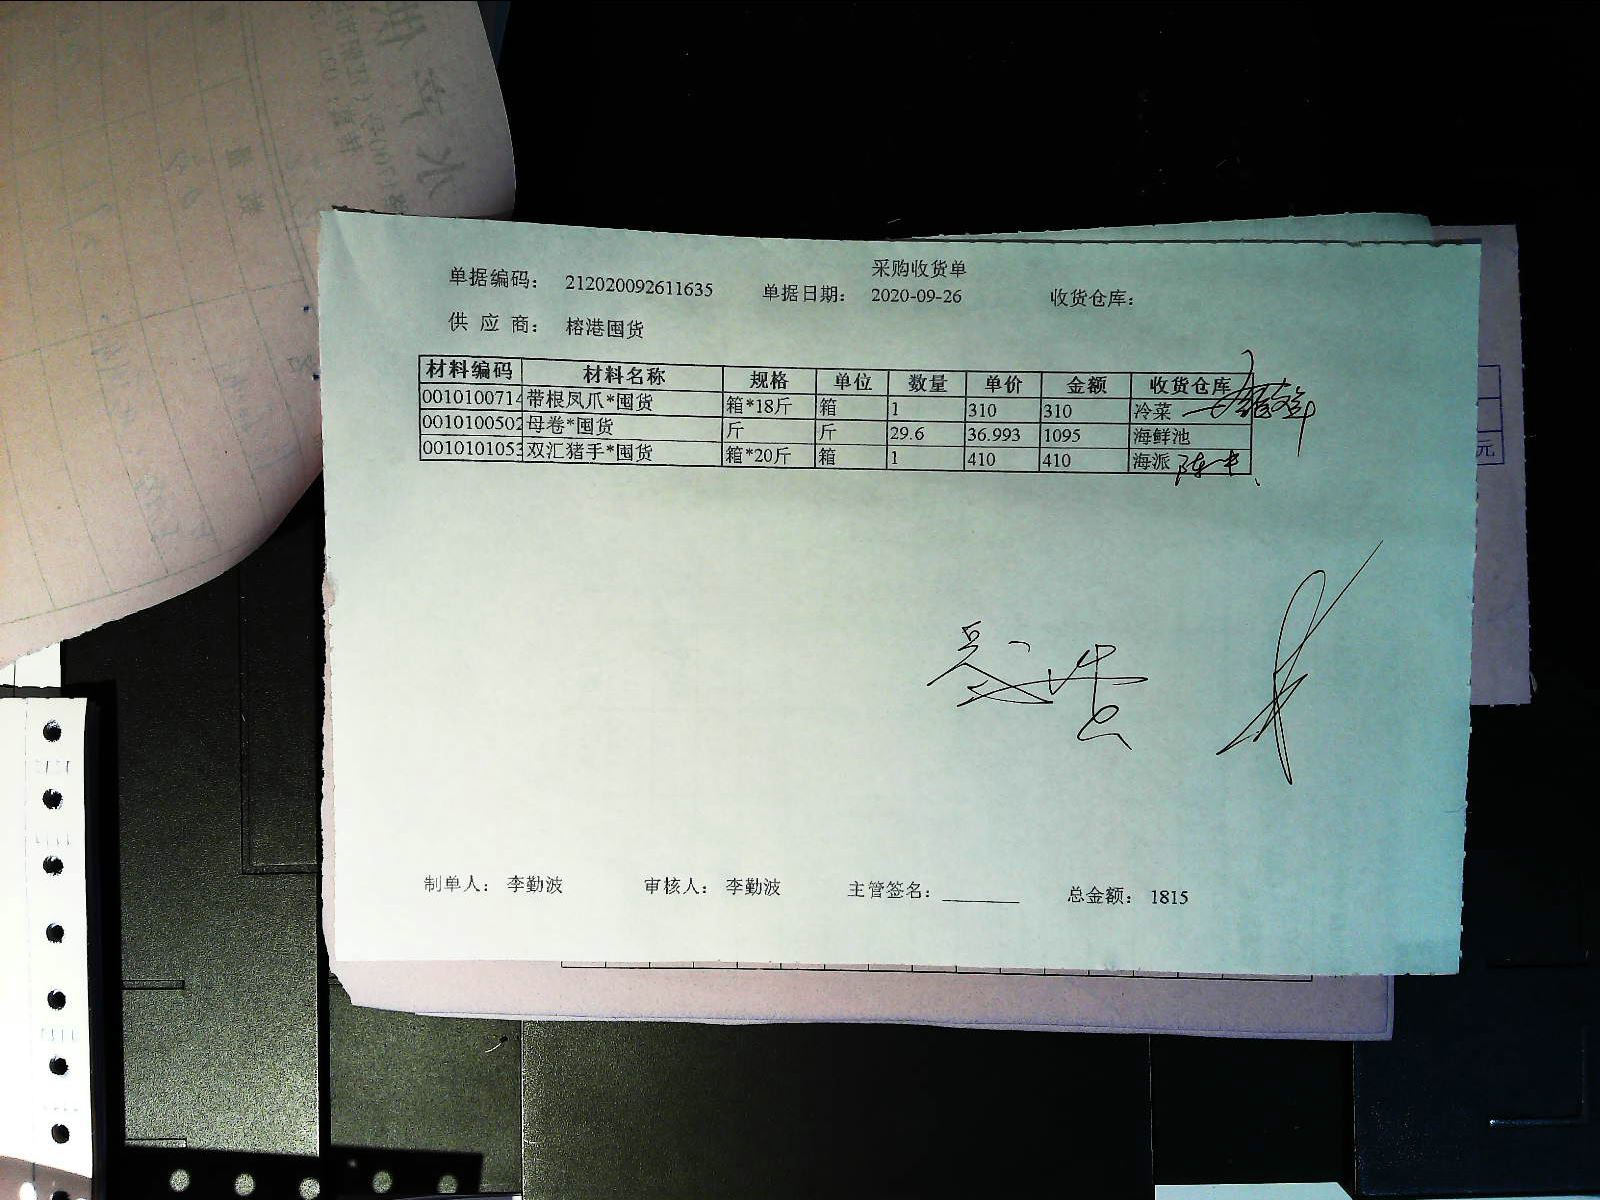 采购收货单
单据编码： 212020092611635 单据日期： 2020-09-26 收货仓库：
供 应 商： 榕港囤货
材料编码 材料名称 规格 单位 数量 单价 金额 收货仓库
0010100714 带根凤爪*囤货 箱*18斤 箱 1 310 310 冷菜
0010100502 母卷*囤货 斤 斤 29.6 36.993 1095 海鲜池
0010101053 双汇猪手*囤货 箱*20斤 箱 1 410 410 海派
元
制单人： 李勤波 审核人： 李勤波 主管签名： 总金额： 1815